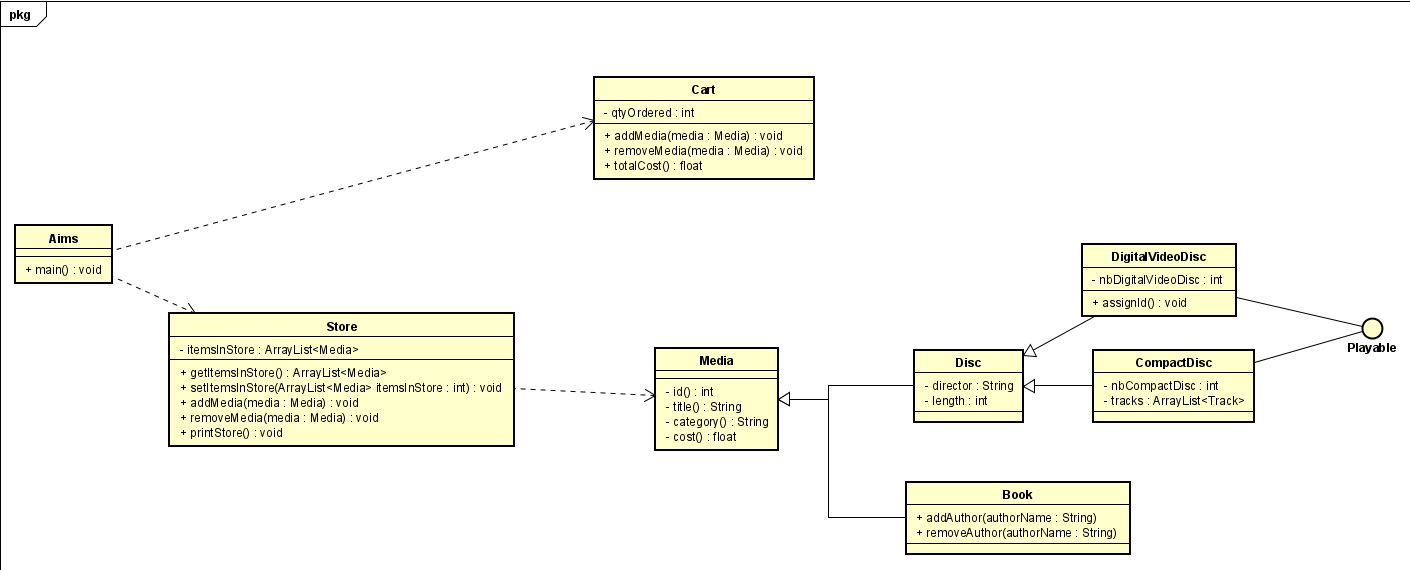 pkg
Cart
- qtyOrdered : int
+ addMedia(media : Media) : void
+ removeMedia(media : Media) : void
+ totalCost() : float
Aims
+ main() : void
Store
- itemsInStore : ArrayList<Media>
+ getItemsInStore() : ArrayList<Media>
+ setItemsInStore(ArrayList<Media> itemsInStore : int) : void
+ addMedia(media : Media) : void
+ removeMedia(media : Media) : void
+ printStore() : void
Media
- id() : int
- title() : String
- category() : String
- cost() : float
Disc
- director : String
- length : int
DigitalVideoDisc
- nbDigitalVideoDisc : int
+ assignId() : void
CompactDisc
- nbCompactDisc : int
- tracks : ArrayList<Track>
Playable
Book
+ addAuthor(authorName : String)
+ removeAuthor(authorName : String)